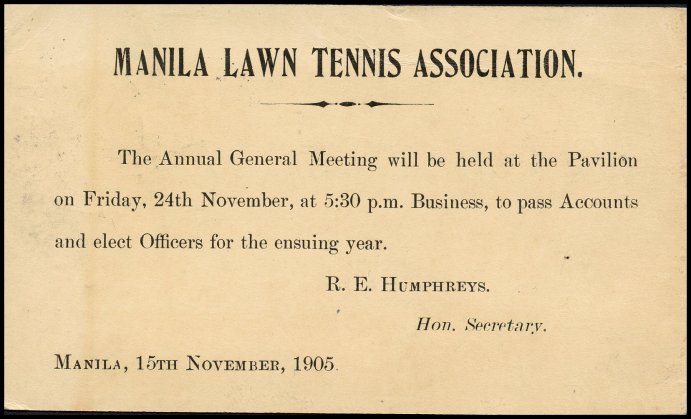 MANILA LAWN TENNIS ASSOCIATION.
The Annual General Meeting will be held at the Pavilion
on Friday, 24th November, at 5:30 p.m. Business, to pass Accounts
and elect Officers for the ensuing year.
R. E. HUMPHREYS.
Hon. Secretary.
MANILA, 15TH NOVEMBER, 1905.